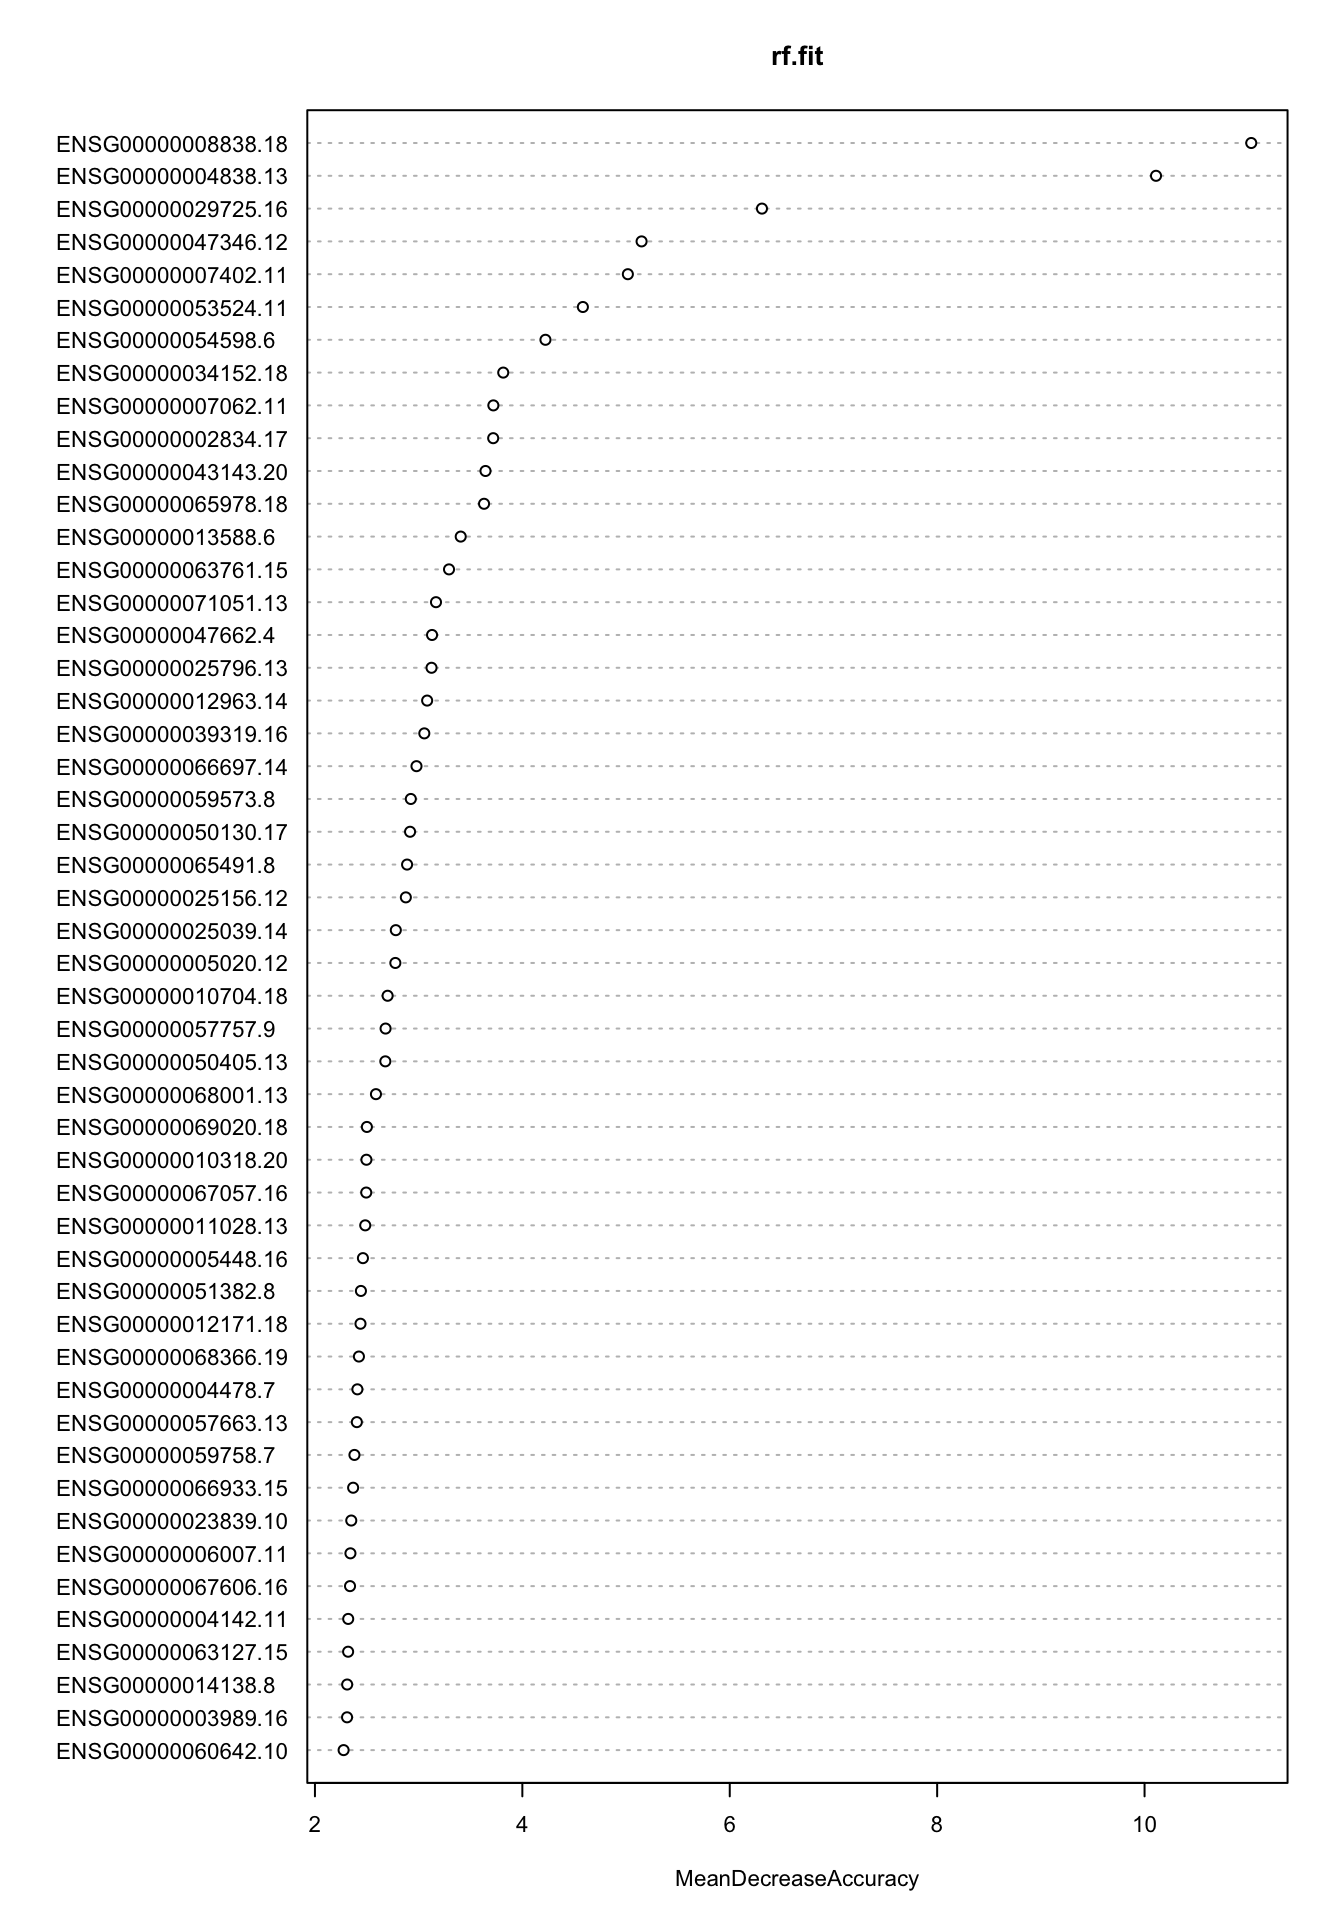 rf.fit
ENSG00000008838.18
ENSG00000004838.13
ENSG00000029725.16
ENSG00000047346.12
ENSG00000007402.11
ENSG00000053524.11
ENSG00000054598.6
ENSG00000034152.18
ENSG00000007062.11
ENSG00000002834.17
ENSG00000043143.20
ENSG00000065978.18
ENSG00000013588.6
ENSG00000063761.15
ENSG00000071051.13
ENSG00000047662.4
ENSG00000025796.13
ENSG00000012963.14
ENSG00000039319.16
ENSG00000066697.14
ENSG00000059573.8
ENSG00000050130.17
ENSG00000065491.8
ENSG00000025156.12
ENSG00000025039.14
ENSG00000005020.12
ENSG00000010704.18
ENSG00000057757.9
ENSG00000050405.13
ENSG00000068001.13
ENSG00000069020.18
ENSG00000010318.20
ENSG00000067057.16
ENSG00000011028.13
ENSG00000005448.16
ENSG00000051382.8
ENSG00000012171.18
ENSG00000068366.19
ENSG00000004478.7
ENSG00000057663.13
ENSG00000059758.7
ENSG00000066933.15
ENSG00000023839.10
ENSG00000006007.11
ENSG00000067606.16
ENSG00000004142.11
ENSG00000063127.15
ENSG00000014138.8
ENSG00000003989.16
ENSG00000060642.10
2 4 6 8 10
MeanDecreaseAccuracy